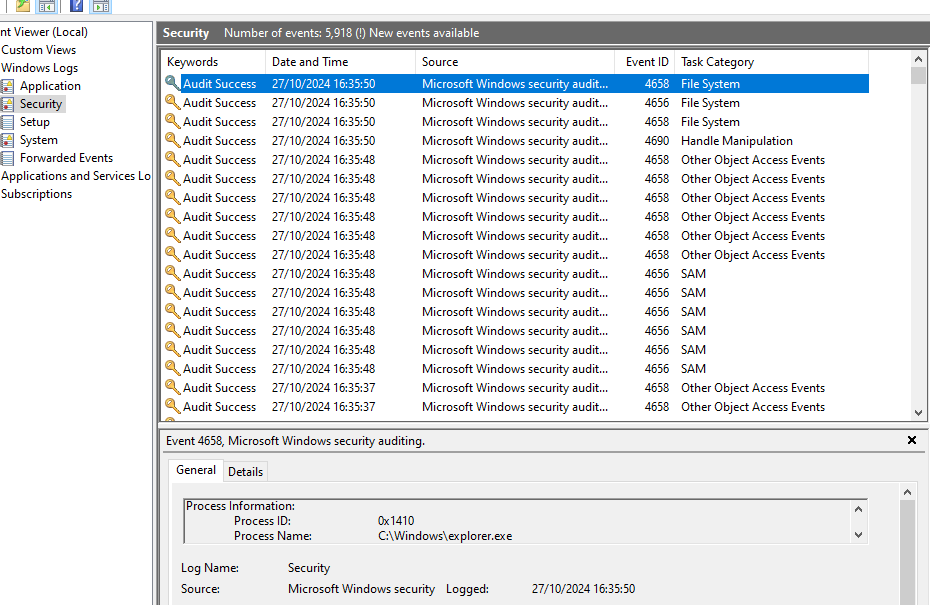 nt Viewer (Local)
Custom Views
Windows Logs
Application
Security
Setup
System
Forwarded Events
Applications and Services Lo
Subscriptions
Security Number of events: 5,918 (!) New events available
Keywords Date and Time Source Event ID Task Category
Audit Success 27/10/2024 16:35:50 Microsoft Windows security audit... 4658 File System
Audit Success 27/10/2024 16:35:50 Microsoft Windows security audit... 4656 File System
Audit Success 27/10/2024 16:35:50 Microsoft Windows security audit... 4658 File System
Audit Success 27/10/2024 16:35:50 Microsoft Windows security audit... 4690 Handle Manipulation
Audit Success 27/10/2024 16:35:48 Microsoft Windows security audit... 4658 Other Object Access Events
Audit Success 27/10/2024 16:35:48 Microsoft Windows security audit... 4658 Other Object Access Events
Audit Success 27/10/2024 16:35:48 Microsoft Windows security audit... 4658 Other Object Access Events
Audit Success 27/10/2024 16:35:48 Microsoft Windows security audit... 4658 Other Object Access Events
Audit Success 27/10/2024 16:35:48 Microsoft Windows security audit... 4658 Other Object Access Events
Audit Success 27/10/2024 16:35:48 Microsoft Windows security audit... 4658 Other Object Access Events
Audit Success 27/10/2024 16:35:48 Microsoft Windows security audit... 4656 SAM
Audit Success 27/10/2024 16:35:48 Microsoft Windows security audit... 4656 SAM
Audit Success 27/10/2024 16:35:48 Microsoft Windows security audit... 4656 SAM
Audit Success 27/10/2024 16:35:48 Microsoft Windows security audit... 4656 SAM
Audit Success 27/10/2024 16:35:48 Microsoft Windows security audit... 4656 SAM
Audit Success 27/10/2024 16:35:48 Microsoft Windows security audit... 4656 SAM
Audit Success 27/10/2024 16:35:37 Microsoft Windows security audit... 4658 Other Object Access Events
Audit Success 27/10/2024 16:35:37 Microsoft Windows security audit... 4658 Other Object Access Events
Event 4658, Microsoft Windows security auditing.
General Details
Process Information:
Process ID: 0x1410
Process Name: C:\Windows\explorer.exe
Log Name: Security
Source: Microsoft Windows security Logged: 27/10/2024 16:35:50